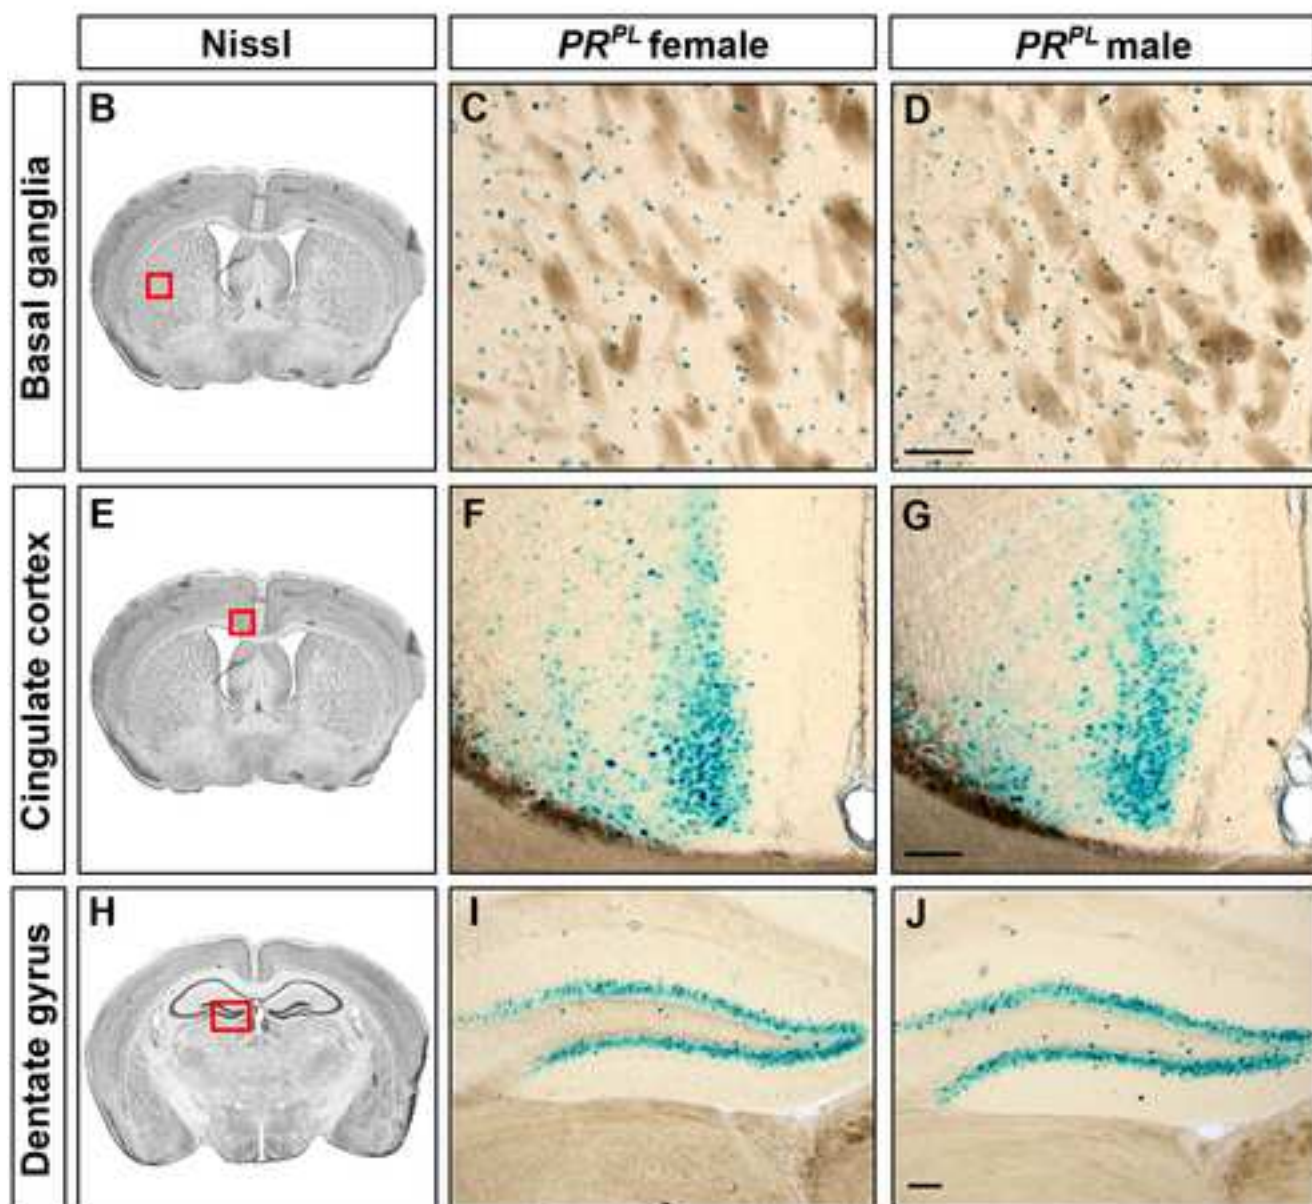 Nissl
PR^PL female
PR^PL male
Basal ganglia
B
C
D
Cingulate cortex
E
F
G
Dentate gyrus
H
I
J